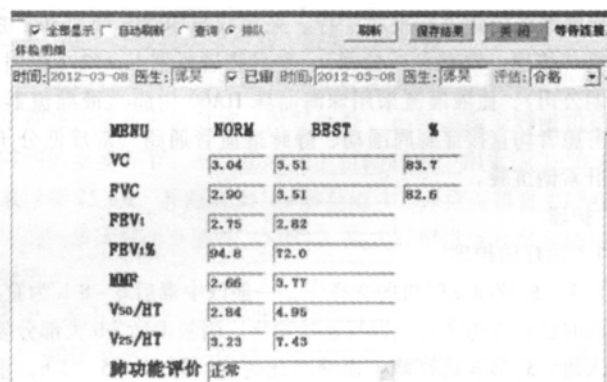 全部显示 自动刷新 查询 排队 刷新 保存结果 关闭 等待连接
体检明细
时间:2012-03-08 医生:郭昊 已审 时间:2012-03-08 医生:郭昊 评估:合格
MENU NORM BEST %
VC 3.04 3.51 83.7
FVC 2.90 3.51 82.6
FEV1 2.75 2.82
FEV1% 94.8 72.0
MMF 2.66 3.77
V50/HT 2.84 4.95
V25/HT 3.23 7.43
肺功能评价 正常